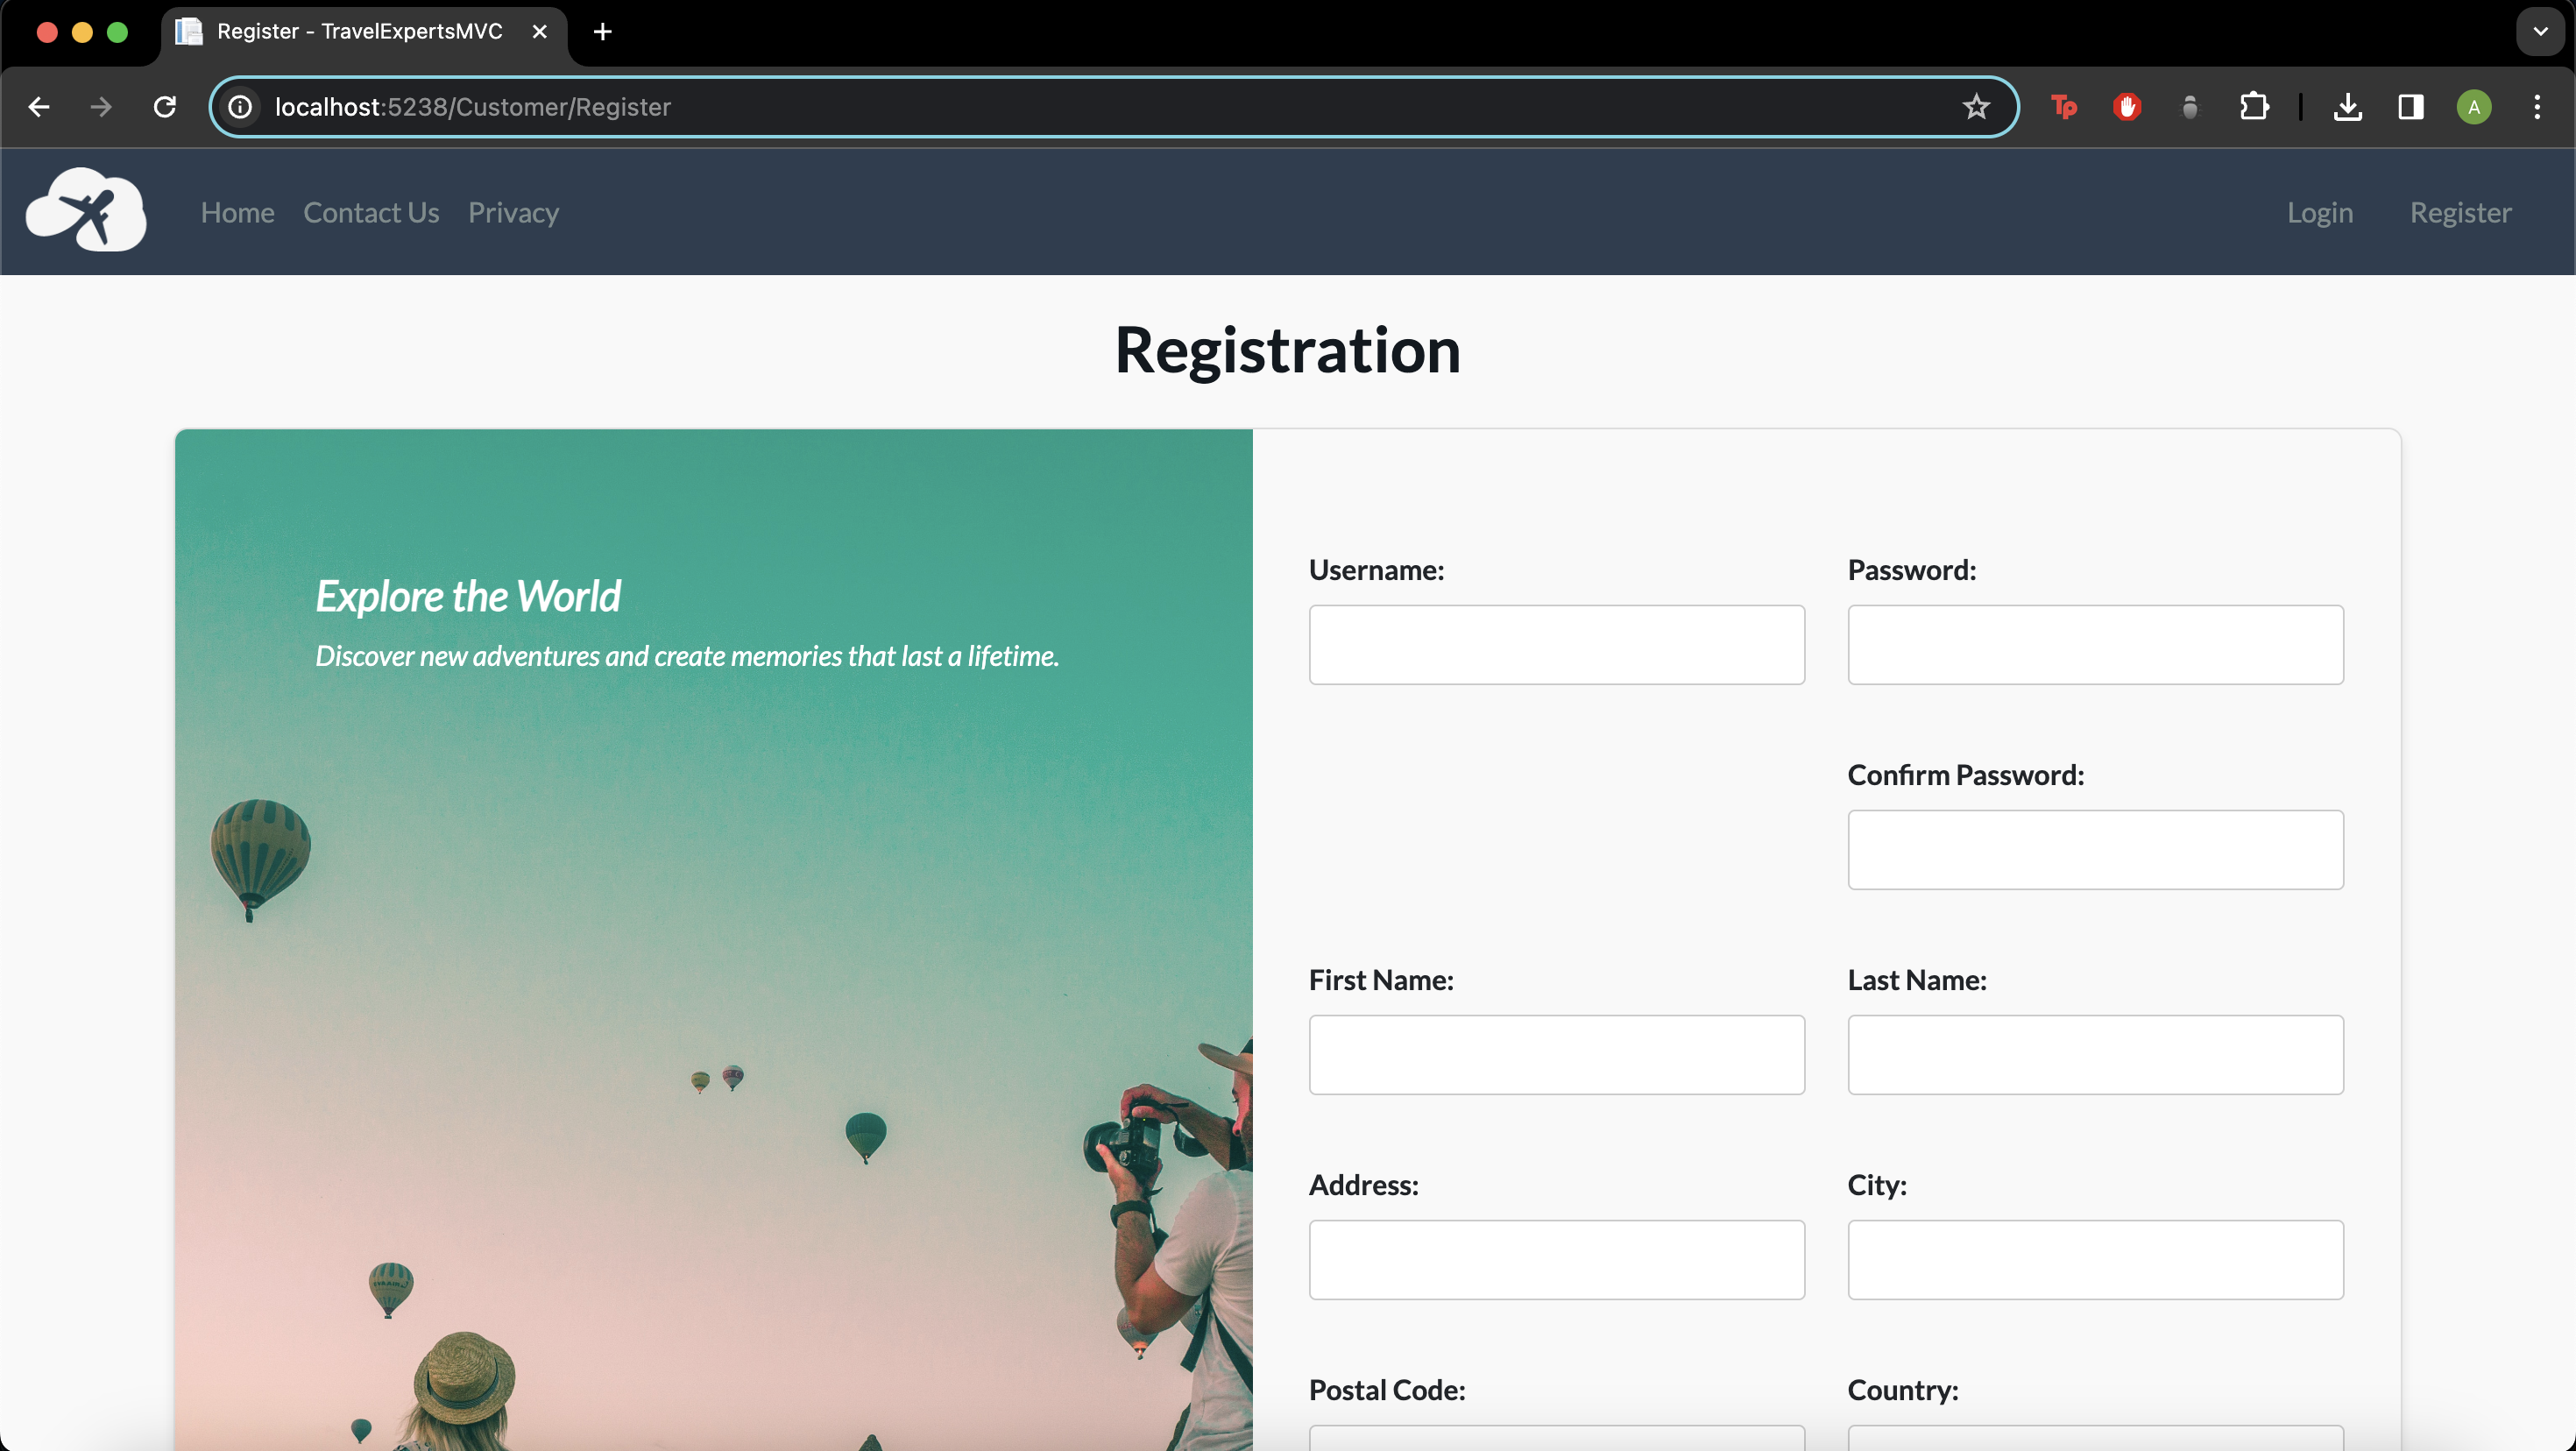 Register - TravelExpertsMVC
localhost:5238/Customer/Register
Tp
A
Home Contact Us Privacy
Login Register
Registration
Explore the World
Discover new adventures and create memories that last a lifetime.
Username: Password:
Confirm Password:
First Name: Last Name:
Address: City:
Postal Code: Country: